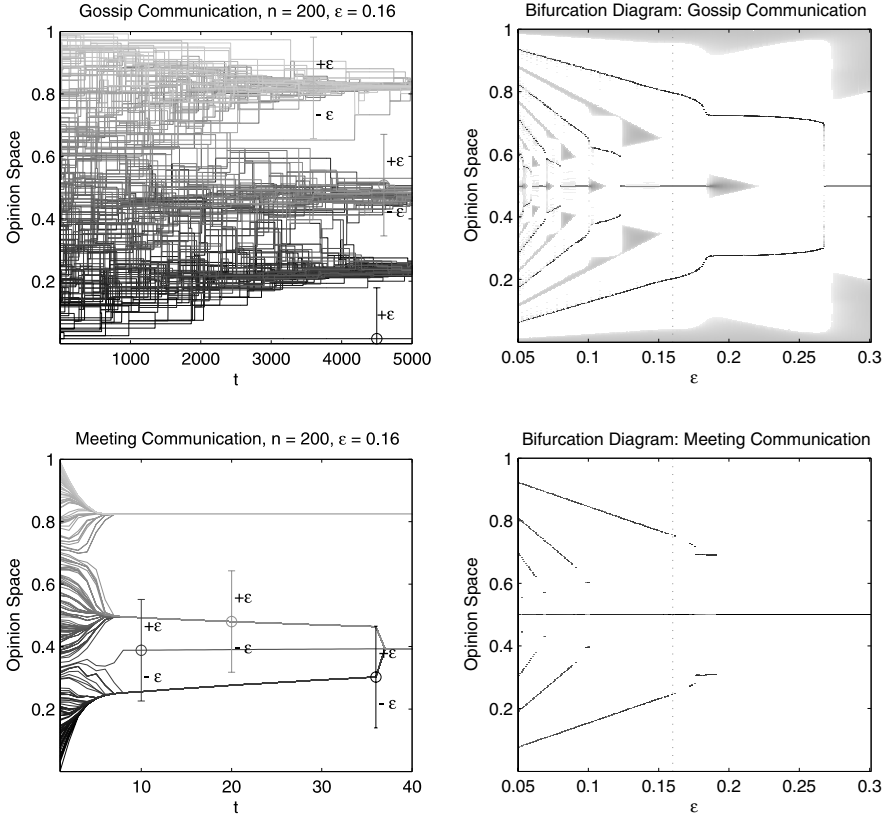 Gossip Communication, n = 200, ε = 0.16
1
0.8
0.6
0.4
0.2
Opinion Space
+ε
- ε
+ε
- ε
+ε
1000 2000 3000 4000 5000
t
Bifurcation Diagram: Gossip Communication
1
0.8
0.6
0.4
0.2
Opinion Space
0.05 0.1 0.15 0.2 0.25 0.3
ε
Meeting Communication, n = 200, ε = 0.16
1
0.8
0.6
0.4
0.2
Opinion Space
+ε
- ε
+ε
- ε
+ε
- ε
10 20 30 40
t
Bifurcation Diagram: Meeting Communication
1
0.8
0.6
0.4
0.2
Opinion Space
0.05 0.1 0.15 0.2 0.25 0.3
ε